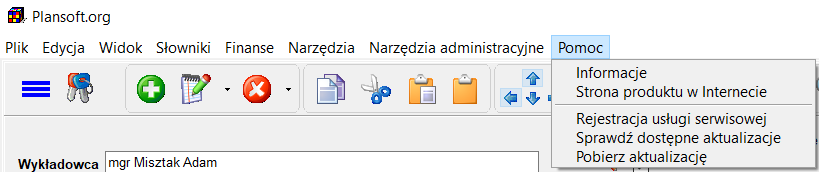 Plansoft.org
Plik Edycja Widok Słowniki Finanse Narzędzia Narzędzia administracyjne Pomoc
Informacje
Strona produktu w Internecie
Rejestracja usługi serwisowej
Sprawdź dostępne aktualizacje
Pobierz aktualizację
Wykładowca mgr Misztak Adam